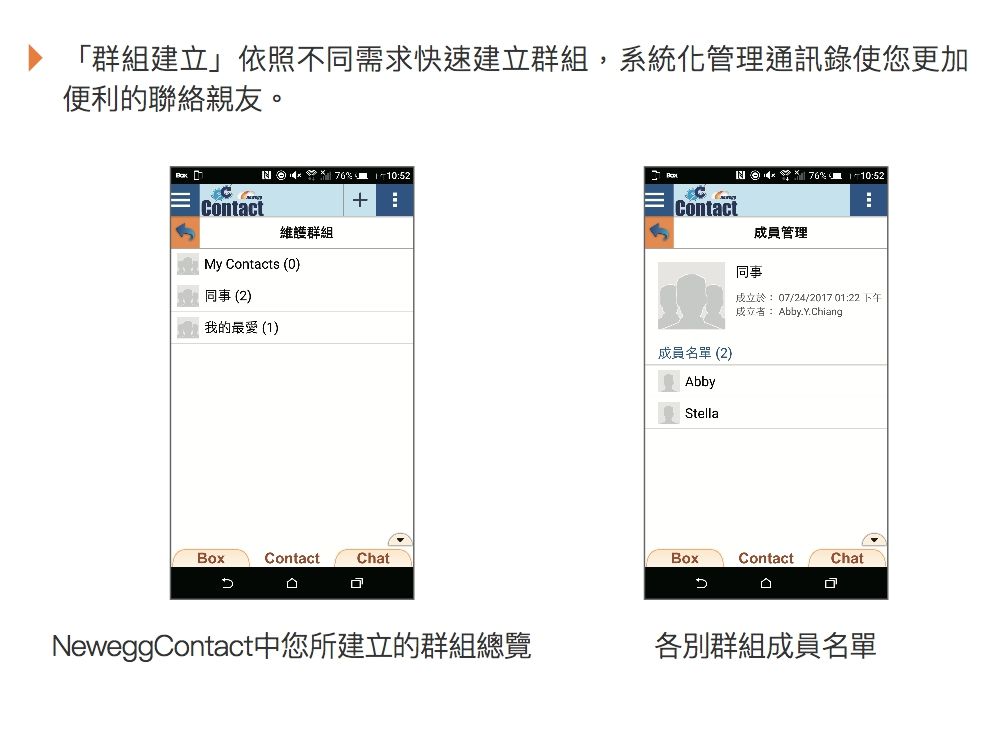 「群組建立」依照不同需求快速建立群組，系統化管理通訊錄使您更加
便利的聯絡親友。
Box 76% 10:52
Contact
維護群組
My Contacts (0)
同事 (2)
我的最愛 (1)
Box Contact Chat
NeweggContact中您所建立的群組總覽
Box 76% 10:52
Contact
成員管理
同事
成立於： 07/24/2017 01:22 下午
成立者： Abby.Y.Chiang
成員名單 (2)
Abby
Stella
Box Contact Chat
各別群組成員名單